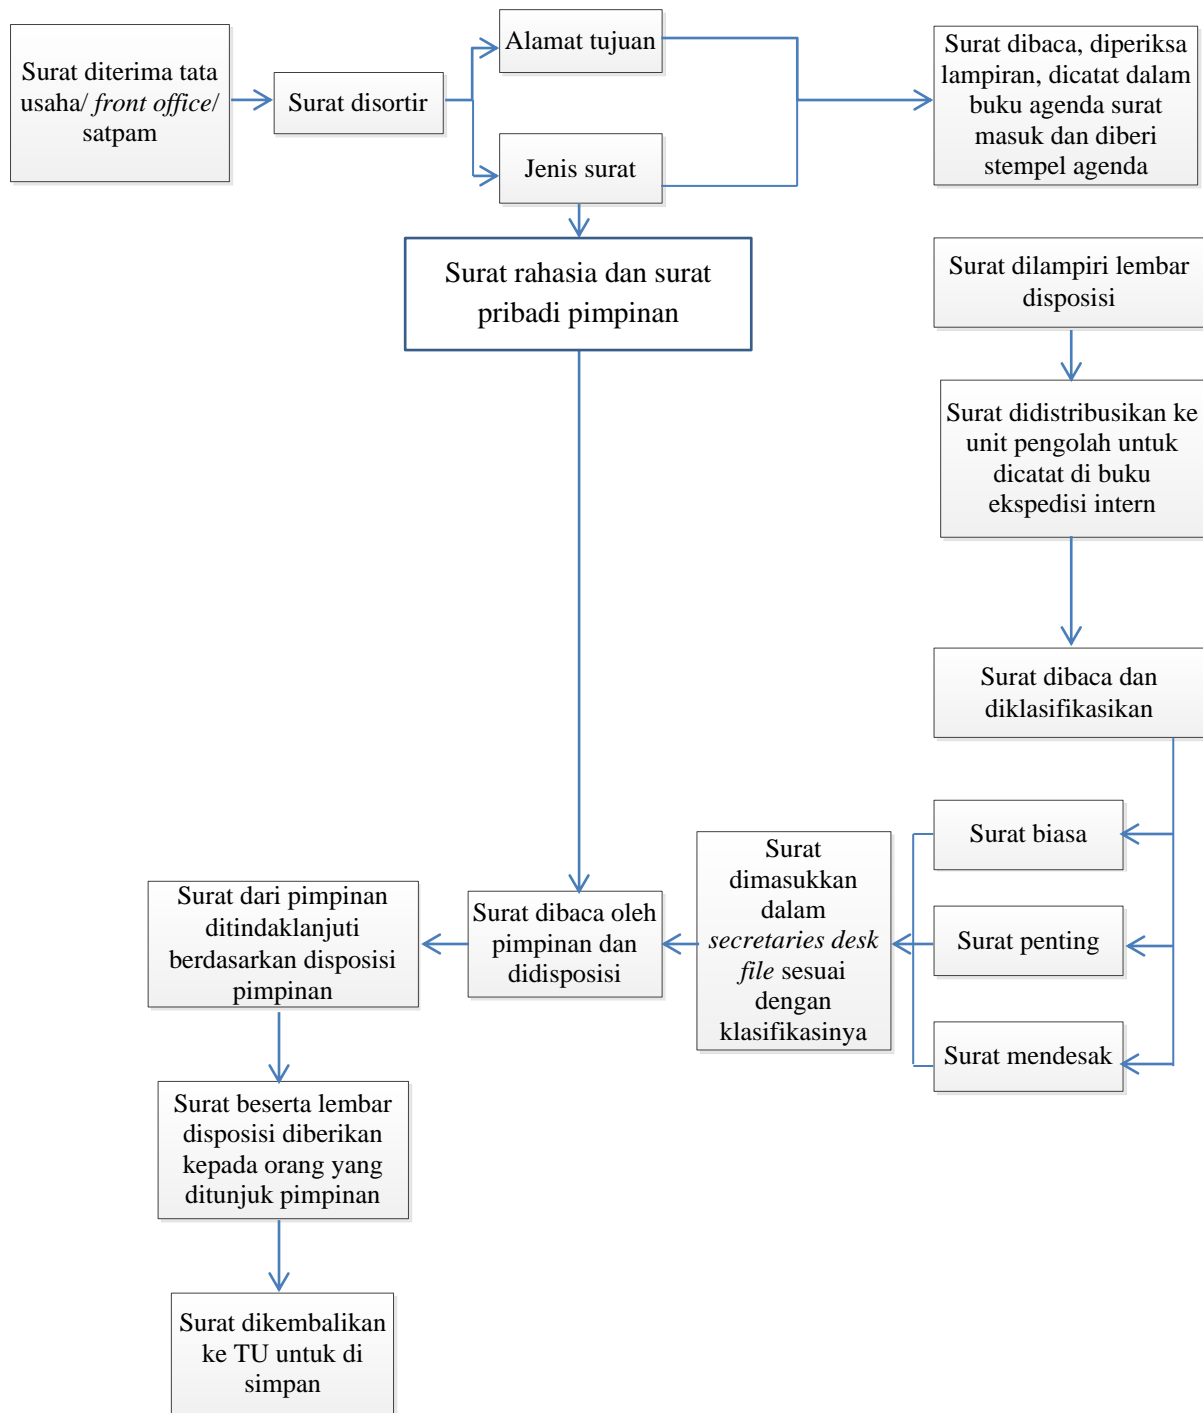 Surat diterima tata
usaha/ front office/
satpam
Surat disortir
Alamat tujuan
Jenis surat
Surat dibaca, diperiksa
lampiran, dicatat dalam
buku agenda surat
masuk dan diberi
stempel agenda
Surat rahasia dan surat
pribadi pimpinan
Surat dilampiri lembar
disposisi
Surat didistribusikan ke
unit pengolah untuk
dicatat di buku
ekspedisi intern
Surat dibaca dan
diklasifikasikan
Surat biasa
Surat penting
Surat mendesak
Surat
dimasukkan
dalam
secretaries desk
file sesuai
dengan
klasifikasinya
Surat dibaca oleh
pimpinan dan
didisposisi
Surat dari pimpinan
ditindaklanjuti
berdasarkan disposisi
pimpinan
Surat beserta lembar
disposisi diberikan
kepada orang yang
ditunjuk pimpinan
Surat dikembalikan
ke TU untuk di
simpan